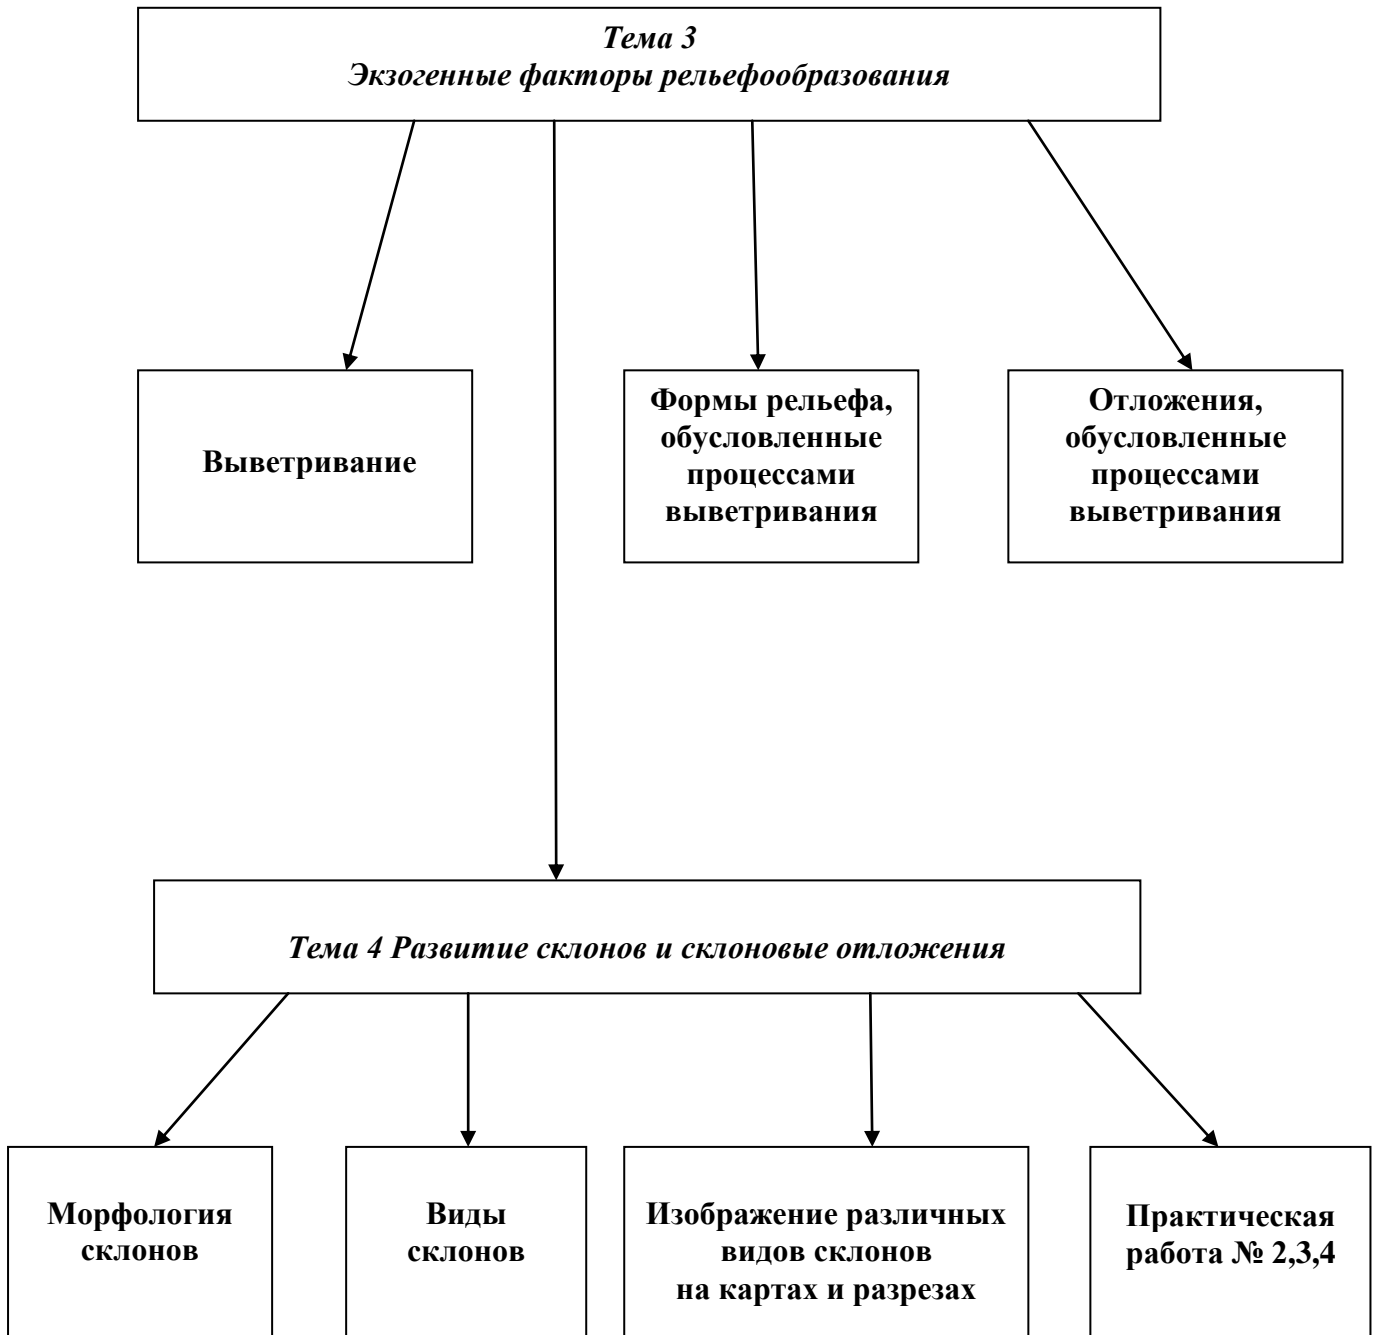 Тема 3
Экзогенные факторы рельефообразования
Выветривание
Формы рельефа,
обусловленные
процессами
выветривания
Отложения,
обусловленные
процессами
выветривания
Тема 4 Развитие склонов и склоновые отложения
Морфология
склонов
Виды
склонов
Изображение различных
видов склонов
на картах и разрезах
Практическая
работа № 2,3,4